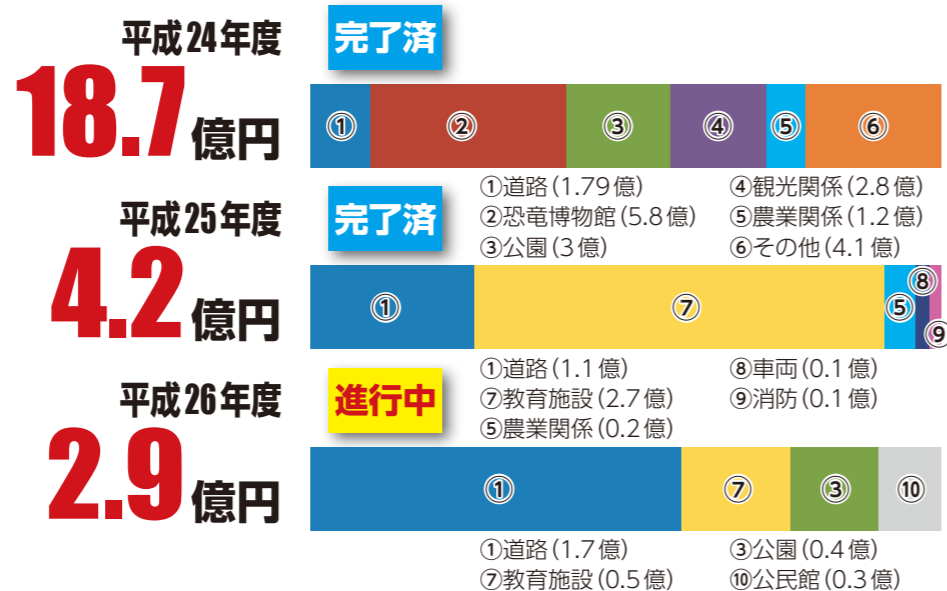 平成24年度
完了済
18.7億円
① ② ③ ④ ⑤ ⑥
①道路(1.79億)
②恐竜博物館(5.8億)
③公園(3億)
④観光関係(2.8億)
⑤農業関係(1.2億)
⑥その他(4.1億)
平成25年度
完了済
4.2億円
① ⑦ ⑤ ⑧ ⑨
①道路(1.1億)
⑦教育施設(2.7億)
⑤農業関係(0.2億)
⑧車両(0.1億)
⑨消防(0.1億)
平成26年度
進行中
2.9億円
① ⑦ ③ ⑩
①道路(1.7億)
⑦教育施設(0.5億)
③公園(0.4億)
⑩公民館(0.3億)